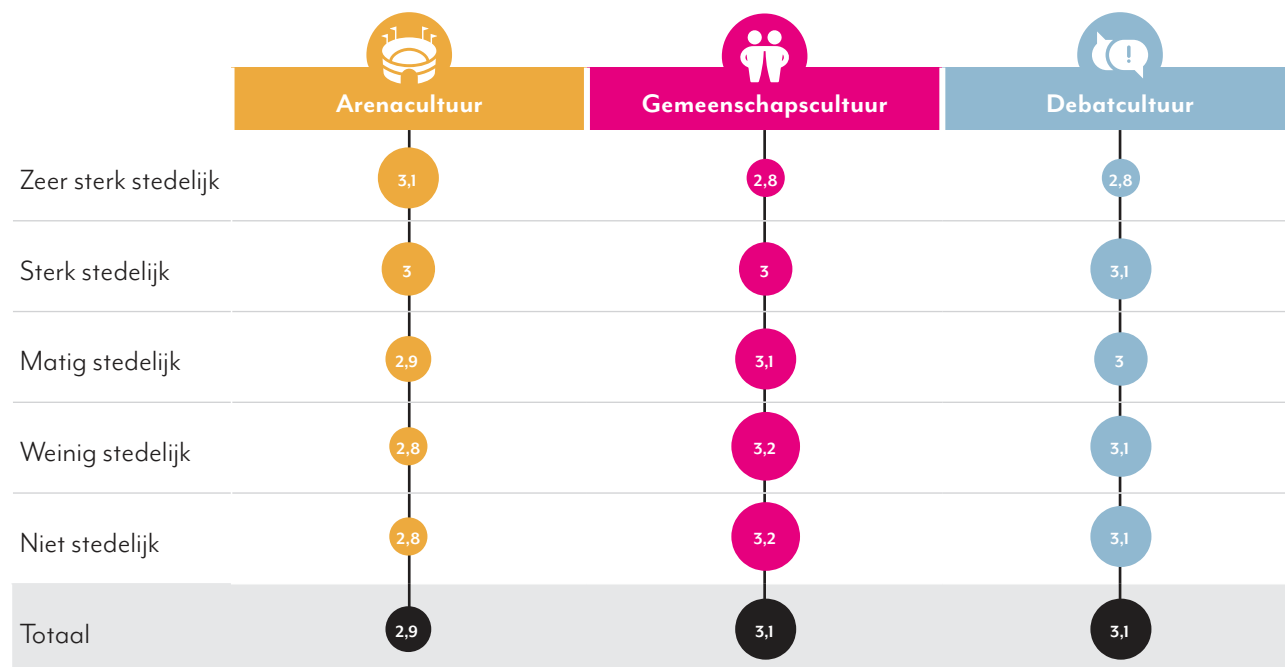 Arenacultuur Gemeenschapscultuur Debatcultuur
Zeer sterk stedelijk 3,1 2,8 2,8
Sterk stedelijk 3 3 3,1
Matig stedelijk 2,9 3,1 3
Weinig stedelijk 2,8 3,2 3,1
Niet stedelijk 2,8 3,2 3,1
Totaal 2,9 3,1 3,1